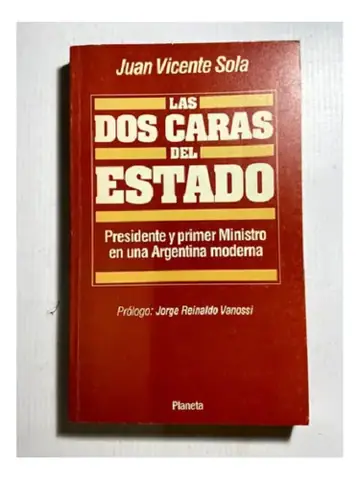 Juan Vicente Sola
LAS
DOS CARAS
DEL
ESTADO
Presidente y primer Ministro
en una Argentina moderna
Prólogo: Jorge Reinaldo Vanossi
Planeta